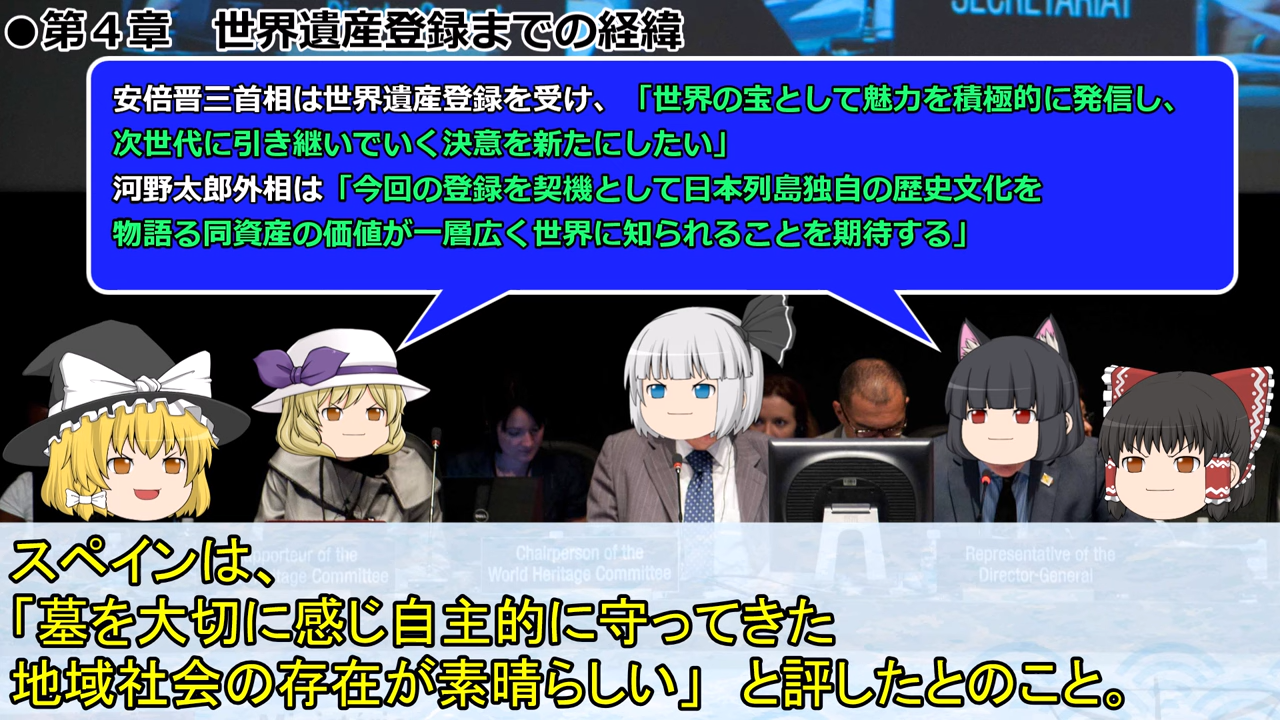 SECRETARIAT
●第4章　世界遺産登録までの経緯
安倍晋三首相は世界遺産登録を受け、「世界の宝として魅力を積極的に発信し、
次世代に引き継いでいく決意を新たにしたい」
河野太郎外相は「今回の登録を契機として日本列島独自の歴史文化を
物語る同資産の価値が一層広く世界に知られることを期待する」
スペインは、
「墓を大切に感じ自主的に守ってきた
地域社会の存在が素晴らしい」 と評したとのこと。
of the
Heritage Committee
Chairperson of the
World Heritage Committee
Representative of the
Director-General